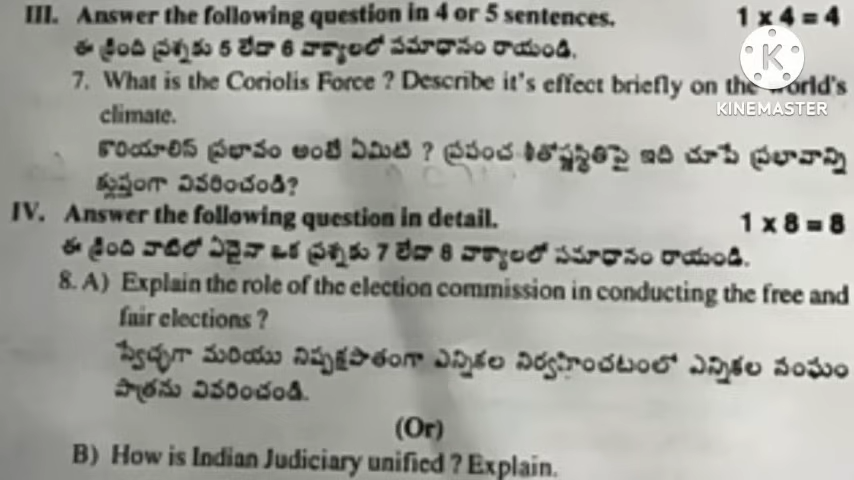 III. Answer the following question in 4 or 5 sentences. 1 x 4 = 4
ఈ క్రింది ప్రశ్నకు 5 లేదా 6 వాక్యాలలో సమాధానం రాయండి.
7. What is the Coriolis Force ? Describe it's effect briefly on the world's
KINEMASTER
climate.
కొరియాలిస్ ప్రభావం అంటే ఏమిటి ? ప్రపంచ శీతోష్ణస్థితిపై ఇది చూపే ప్రభావాన్ని
క్లుప్తంగా వివరించండి?
IV. Answer the following question in detail. 1 x 8 = 8
ఈ క్రింది వాటిలో ఏదైనా ఒక ప్రశ్నకు 7 లేదా 8 వాక్యాలలో సమాధానం రాయండి.
8. A) Explain the role of the election commission in conducting the free and
fair elections ?
స్వేచ్ఛగా మరియు నిష్పక్షపాతంగా ఎన్నికల నిర్వహించటంలో ఎన్నికల సంఘం
పాత్రను వివరించండి.
(Or)
B) How is Indian Judiciary unified ? Explain.